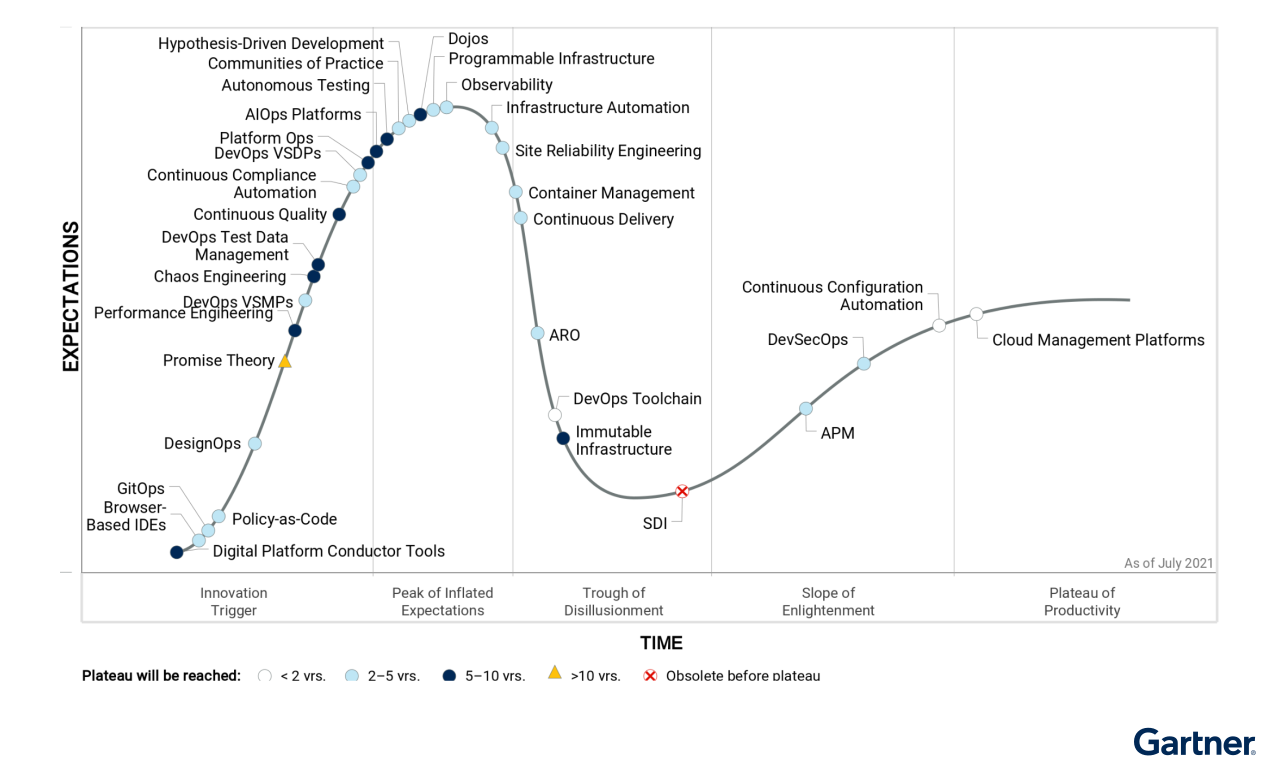 Hypothesis-Driven Development
Dojos
Communities of Practice
Programmable Infrastructure
Autonomous Testing
Observability
AIOps Platforms
Infrastructure Automation
Platform Ops
DevOps VSDPs
Site Reliability Engineering
Continuous Compliance
Automation
Container Management
Continuous Quality
Continuous Delivery
DevOps Test Data
Management
Chaos Engineering
DevOps VSMPs
Performance Engineering
Promise Theory
ARO
Continuous Configuration
Automation
DevSecOps
Cloud Management Platforms
DevOps Toolchain
Immutable
Infrastructure
APM
DesignOps
GitOps
Browser-
Based IDEs
Policy-as-Code
Digital Platform Conductor Tools
SDI
EXPECTATIONS
As of July 2021
Innovation
Trigger
Peak of Inflated
Expectations
Trough of
Disillusionment
Slope of
Enlightenment
Plateau of
Productivity
TIME
Plateau will be reached: < 2 yrs. 2–5 yrs. 5–10 yrs. >10 yrs. Obsolete before plateau
Gartner®